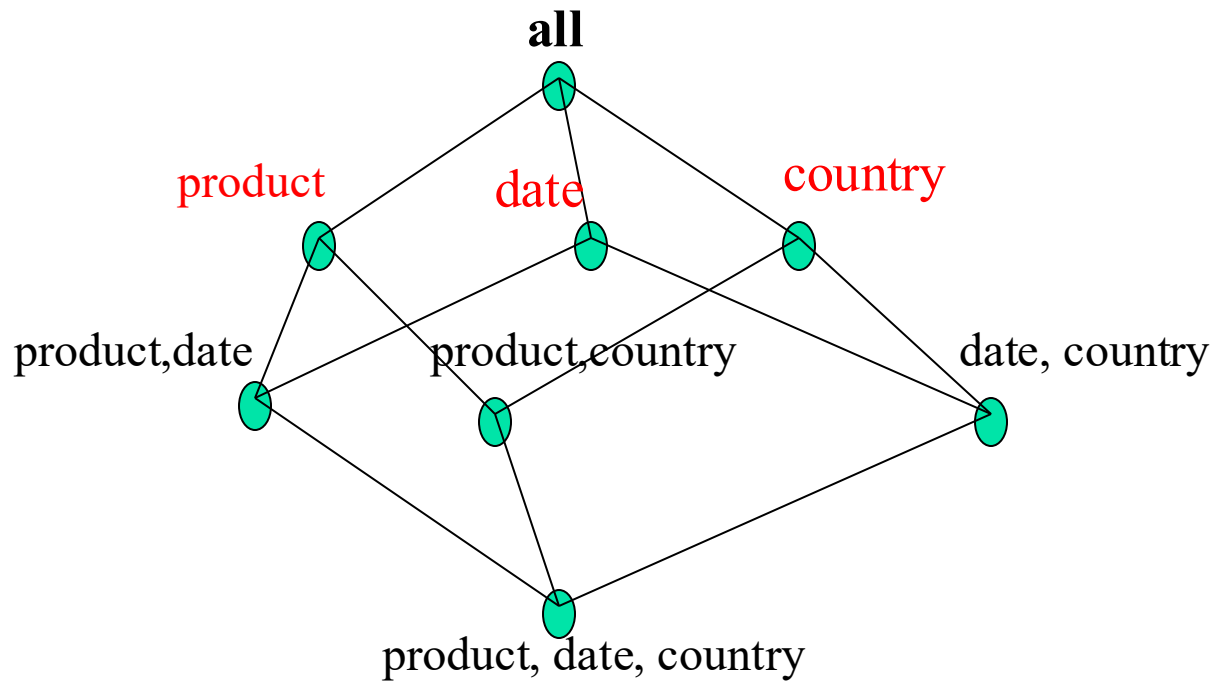 all
product
date
country
product,date
product,country
date, country
product, date, country